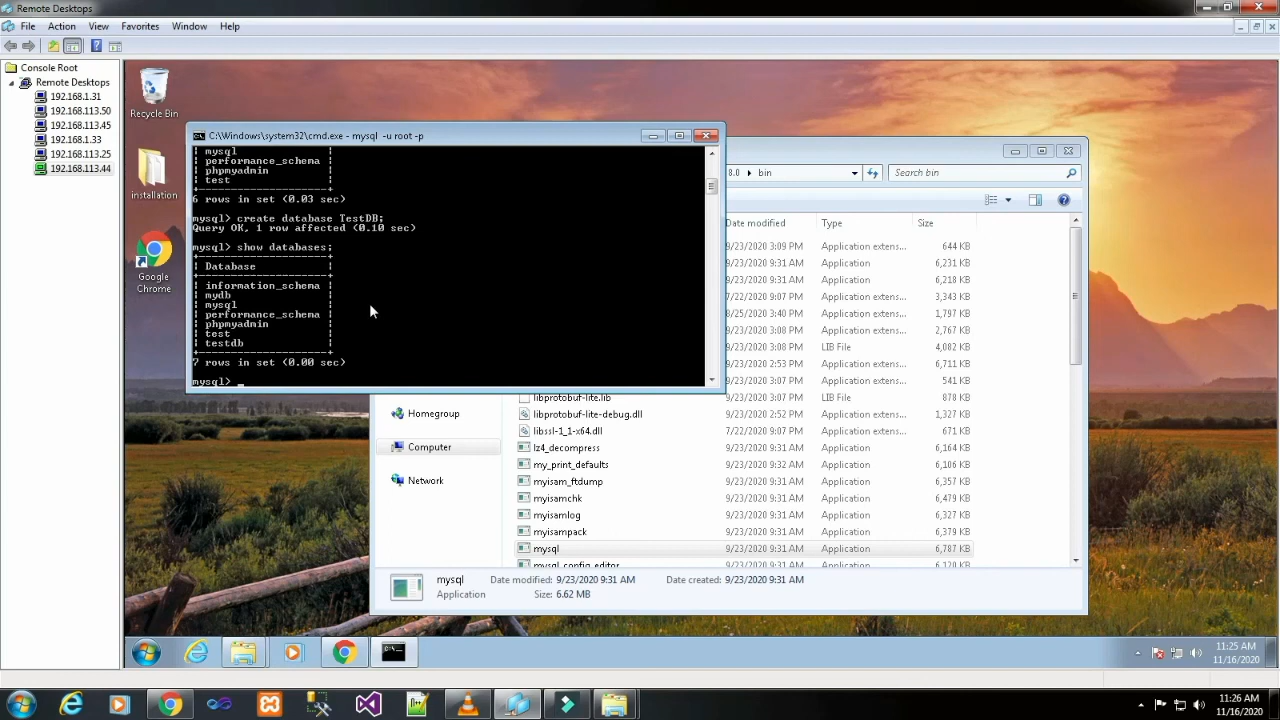 Remote Desktops
File Action View Favorites Window Help
Console Root
Remote Desktops
192.168.1.31
192.168.113.50
192.168.113.45
192.168.1.33
192.168.113.25
192.168.113.44
Recycle Bin
installation
Google
Chrome
C:\Windows\system32\cmd.exe - mysql -u root -p
| mysql |
| performance_schema |
| phpmyadmin |
| test |
+--------------------+
6 rows in set (0.03 sec)
mysql> create database TestDB;
Query OK, 1 row affected (0.10 sec)
mysql> show databases;
+--------------------+
| Database |
+--------------------+
| information_schema |
| mydb |
| mysql |
| performance_schema |
| phpmyadmin |
| test |
| testdb |
+--------------------+
7 rows in set (0.00 sec)
mysql> _
8.0 ▸ bin
Search bin
Date modified Type Size
9/23/2020 3:09 PM Application extens... 644 KB
9/23/2020 9:31 AM Application 6,231 KB
9/23/2020 9:31 AM Application 6,218 KB
7/22/2020 9:07 PM Application extens... 3,343 KB
8/25/2020 3:40 PM Application extens... 1,797 KB
9/23/2020 3:08 PM Application extens... 2,767 KB
9/23/2020 3:08 PM LIB File 4,082 KB
9/23/2020 2:53 PM Application extens... 6,711 KB
9/23/2020 3:07 PM Application extens... 541 KB
libprotobuf-lite.lib 9/23/2020 3:07 PM LIB File 1,838 KB
libprotobuf-lite-debug.dll 9/23/2020 2:52 PM Application extens... 1,327 KB
libssl-1_1-x64.dll 7/22/2020 9:07 PM Application extens... 671 KB
lz4_decompress 9/23/2020 9:31 AM Application 6,164 KB
my_print_defaults 9/23/2020 9:32 AM Application 6,106 KB
myisam_ftdump 9/23/2020 9:31 AM Application 6,357 KB
myisamchk 9/23/2020 9:31 AM Application 6,479 KB
myisamlog 9/23/2020 9:31 AM Application 6,327 KB
myisampack 9/23/2020 9:31 AM Application 6,379 KB
mysql 9/23/2020 9:31 AM Application 6,787 KB
mysql_config_editor 9/23/2020 9:31 AM Application 6,120 KB
Homegroup
Computer
Network
mysql Date modified: 9/23/2020 9:31 AM Date created: 9/23/2020 9:31 AM
Application Size: 6.62 MB
11:25 AM
11/16/2020
11:26 AM
11/16/2020